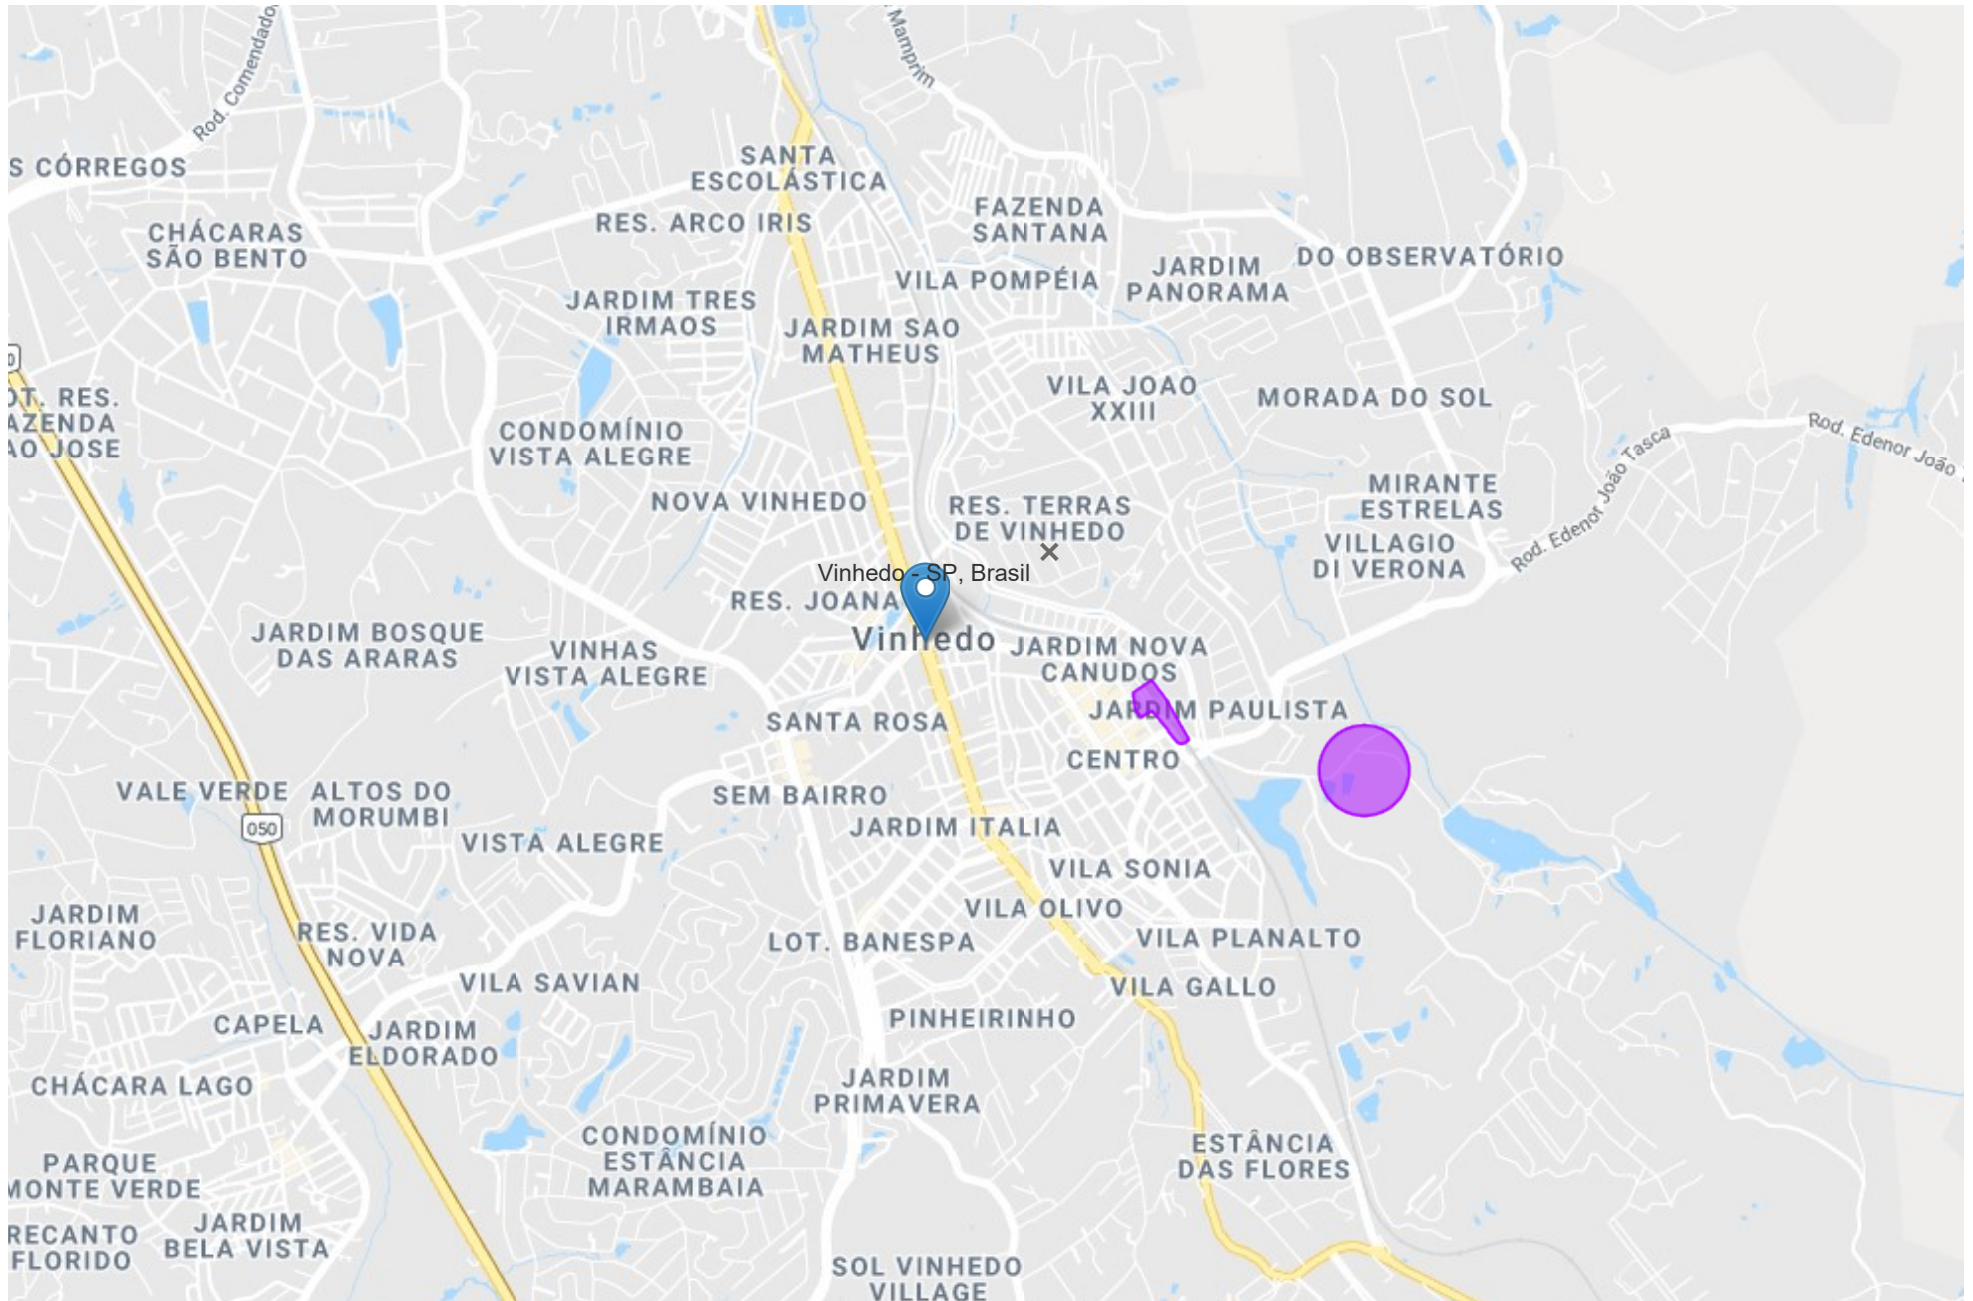 Mamprim
Rod. Comendado
SANTA
ESCOLÁSTICA
S CÓRREGOS
RES. ARCO IRIS
FAZENDA
SANTANA
CHÁCARAS
SÃO BENTO
DO OBSERVATÓRIO
VILA POMPÉIA
JARDIM
PANORAMA
JARDIM TRES
IRMAOS
JARDIM SAO
MATHEUS
OT. RES.
AZENDA
AO JOSE
VILA JOAO
XXIII
MORADA DO SOL
Rod. Edenor João
CONDOMÍNIO
VISTA ALEGRE
Rod. Edenor João Tasca
NOVA VINHEDO
RES. TERRAS
DE VINHEDO
MIRANTE
ESTRELAS
VILLAGIO
DI VERONA
Vinhedo - SP, Brasil
RES. JOANA
Vinhedo
JARDIM BOSQUE
DAS ARARAS
VINHAS
VISTA ALEGRE
JARDIM NOVA
CANUDOS
JARDIM PAULISTA
SANTA ROSA
CENTRO
VALE VERDE
ALTOS DO
MORUMBI
SEM BAIRRO
050
JARDIM ITALIA
VISTA ALEGRE
VILA SONIA
JARDIM
FLORIANO
VILA OLIVO
RES. VIDA
NOVA
LOT. BANESPA
VILA PLANALTO
VILA SAVIAN
VILA GALLO
CAPELA
JARDIM
ELDORADO
PINHEIRINHO
CHÁCARA LAGO
JARDIM
PRIMAVERA
CONDOMÍNIO
ESTÂNCIA
MARAMBAIA
ESTÂNCIA
DAS FLORES
PARQUE
MONTE VERDE
JARDIM
BELA VISTA
RECANTO
FLORIDO
SOL VINHEDO
VILLAGE